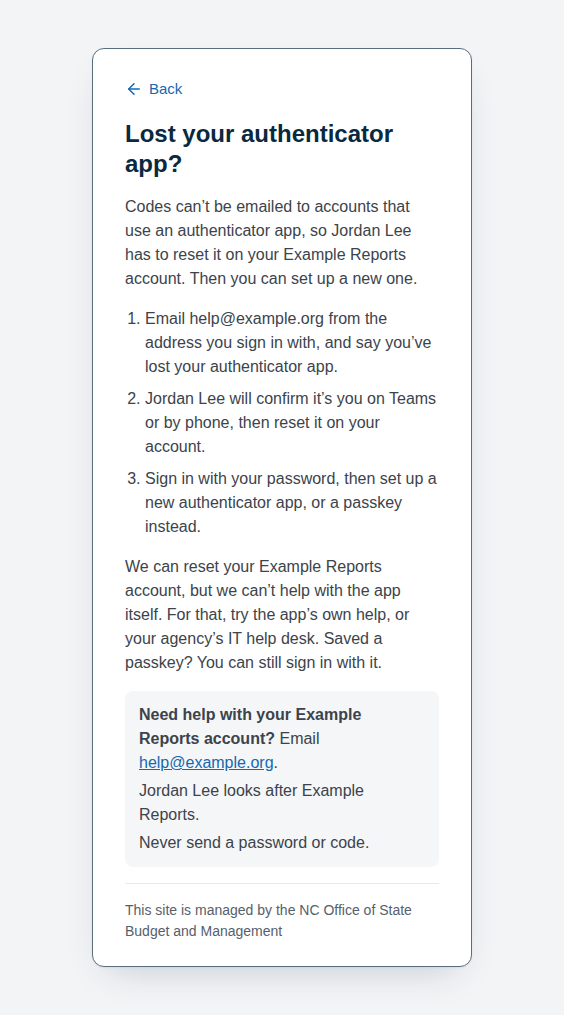 Back
Lost your authenticator
app?
Codes can’t be emailed to accounts that
use an authenticator app, so Jordan Lee
has to reset it on your Example Reports
account. Then you can set up a new one.
1. Email help@example.org from the
address you sign in with, and say you’ve
lost your authenticator app.
2. Jordan Lee will confirm it’s you on Teams
or by phone, then reset it on your
account.
3. Sign in with your password, then set up a
new authenticator app, or a passkey
instead.
We can reset your Example Reports
account, but we can’t help with the app
itself. For that, try the app’s own help, or
your agency’s IT help desk. Saved a
passkey? You can still sign in with it.
Need help with your Example
Reports account? Email
help@example.org.
Jordan Lee looks after Example
Reports.
Never send a password or code.
This site is managed by the NC Office of State
Budget and Management